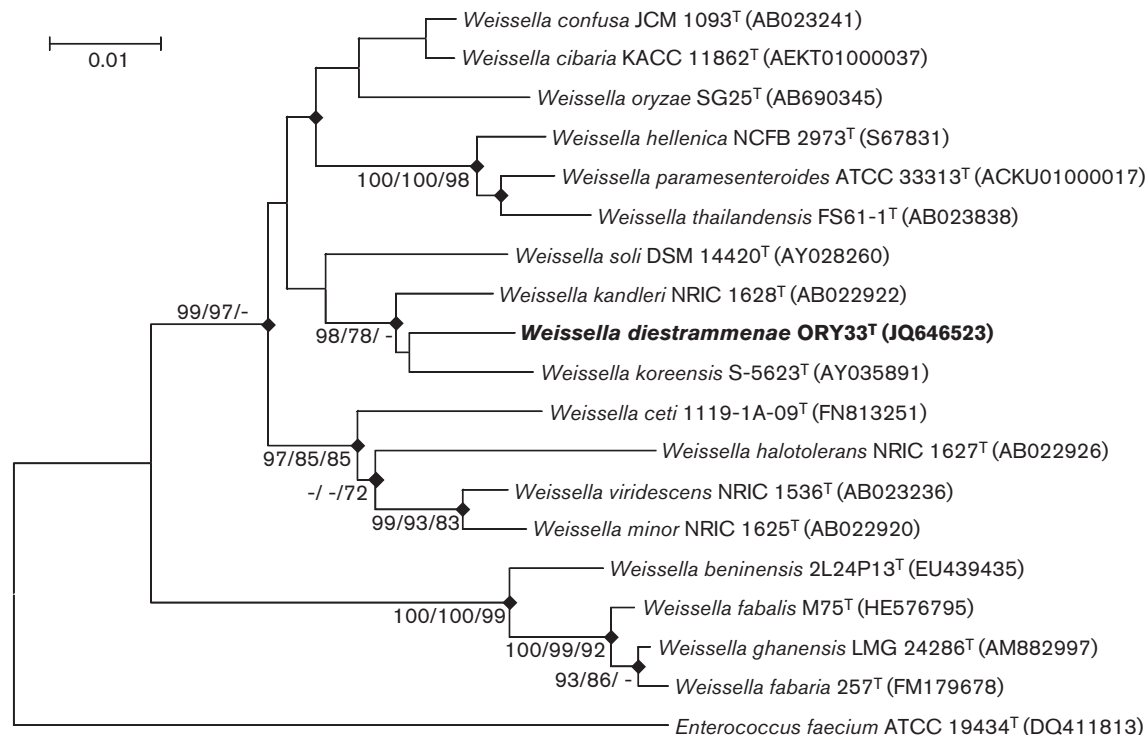 Weissella confusa JCM 1093ᵀ (AB023241)
0.01
Weissella cibaria KACC 11862ᵀ (AEKT01000037)
Weissella oryzae SG25ᵀ (AB690345)
Weissella hellenica NCFB 2973ᵀ (S67831)
100/100/98
Weissella paramesenteroides ATCC 33313ᵀ (ACKU01000017)
Weissella thailandensis FS61-1ᵀ (AB023838)
Weissella soli DSM 14420ᵀ (AY028260)
Weissella kandleri NRIC 1628ᵀ (AB022922)
99/97/-
98/78/ -
Weissella diestrammenae ORY33ᵀ (JQ646523)
Weissella koreensis S-5623ᵀ (AY035891)
Weissella ceti 1119-1A-09ᵀ (FN813251)
97/85/85
Weissella halotolerans NRIC 1627ᵀ (AB022926)
-/ -/72
Weissella viridescens NRIC 1536ᵀ (AB023236)
99/93/83
Weissella minor NRIC 1625ᵀ (AB022920)
Weissella beninensis 2L24P13ᵀ (EU439435)
100/100/99
Weissella fabalis M75ᵀ (HE576795)
100/99/92
Weissella ghanensis LMG 24286ᵀ (AM882997)
93/86/ -
Weissella fabaria 257ᵀ (FM179678)
Enterococcus faecium ATCC 19434ᵀ (DQ411813)